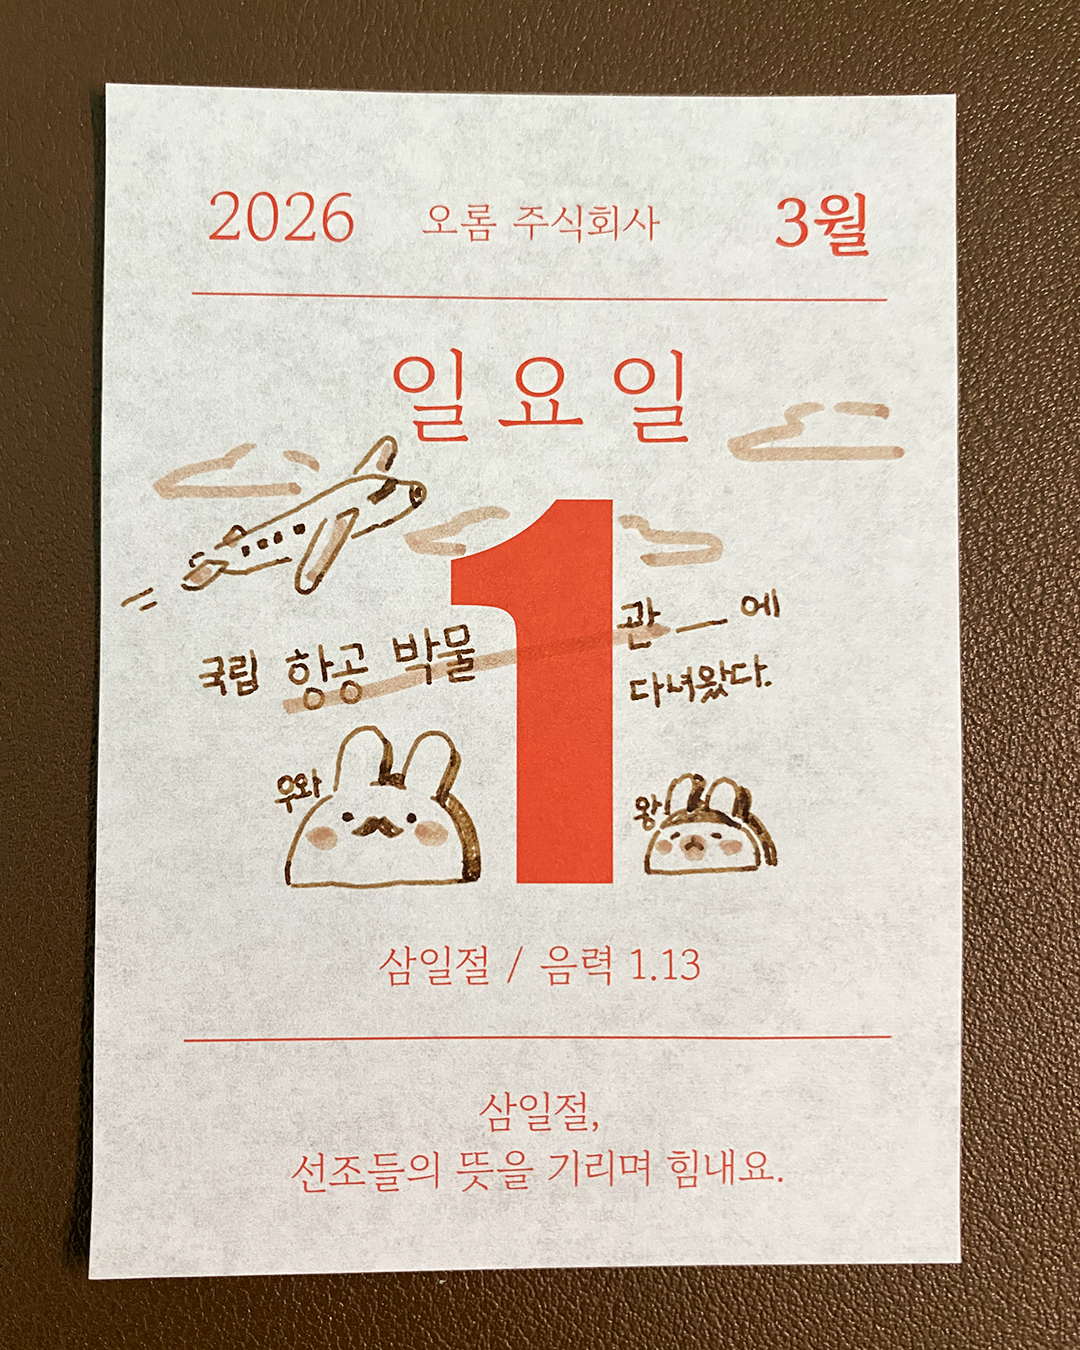 2026 오롬 주식회사 3월
일요일
1
국립 항공 박물관 — 에
다녀왔다.
우와
왕!
삼일절 / 음력 1.13
삼일절,
선조들의 뜻을 기리며 힘내요.